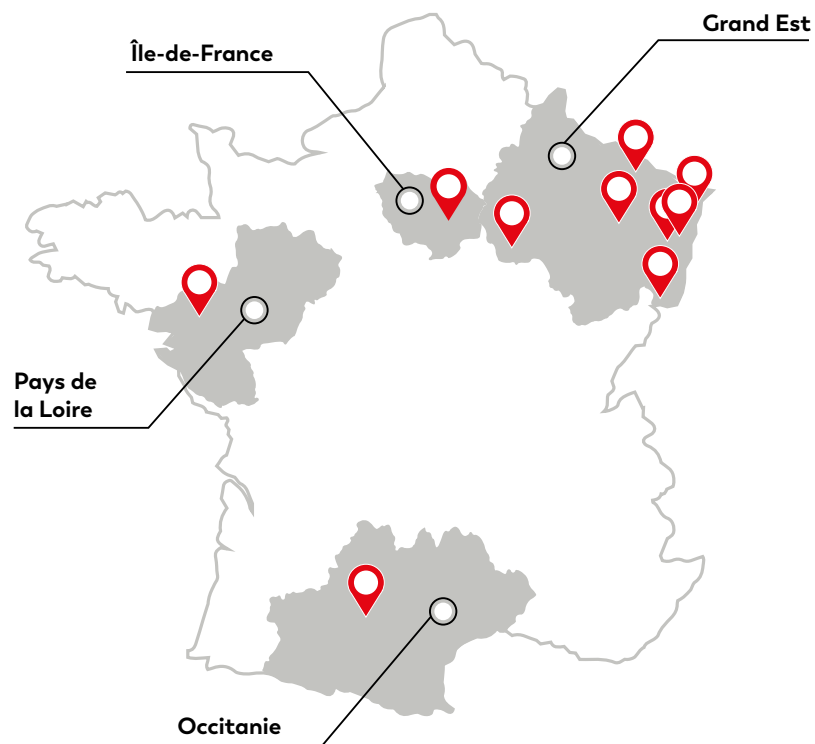 Grand Est
Île-de-France
Pays de
la Loire
Occitanie